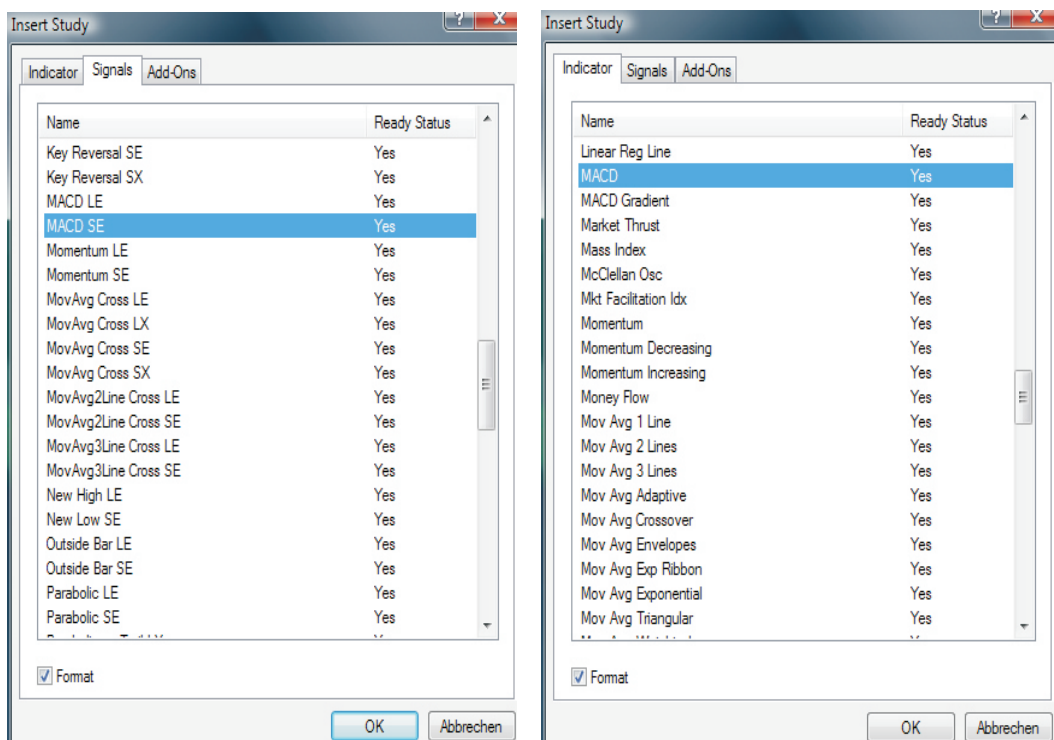 Insert Study
?
X
Indicator Signals Add-Ons
Name Ready Status
Key Reversal SE Yes
Key Reversal SX Yes
MACD LE Yes
MACD SE Yes
Momentum LE Yes
Momentum SE Yes
MovAvg Cross LE Yes
MovAvg Cross LX Yes
MovAvg Cross SE Yes
MovAvg Cross SX Yes
MovAvg2Line Cross LE Yes
MovAvg2Line Cross SE Yes
MovAvg3Line Cross LE Yes
MovAvg3Line Cross SE Yes
New High LE Yes
New Low SE Yes
Outside Bar LE Yes
Outside Bar SE Yes
Parabolic LE Yes
Parabolic SE Yes
Format
OK Abbrechen
Insert Study
?
X
Indicator Signals Add-Ons
Name Ready Status
Linear Reg Line Yes
MACD Yes
MACD Gradient Yes
Market Thrust Yes
Mass Index Yes
McClellan Osc Yes
Mkt Facilitation Idx Yes
Momentum Yes
Momentum Decreasing Yes
Momentum Increasing Yes
Money Flow Yes
Mov Avg 1 Line Yes
Mov Avg 2 Lines Yes
Mov Avg 3 Lines Yes
Mov Avg Adaptive Yes
Mov Avg Crossover Yes
Mov Avg Envelopes Yes
Mov Avg Exp Ribbon Yes
Mov Avg Exponential Yes
Mov Avg Triangular Yes
Format
OK Abbrechen